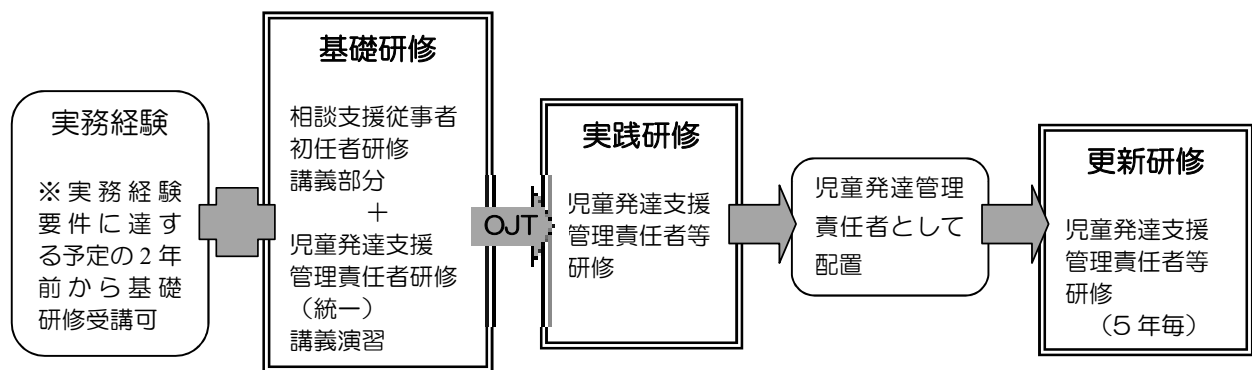 実務経験
※実務経験
要件に達す
る予定の2年
前から基礎
研修受講可
基礎研修
相談支援従事者
初任者研修
講義部分
＋
児童発達支援
管理責任者研修
（統一）
講義演習
OJT
実践研修
児童発達支援
管理責任者等
研修
児童発達管理
責任者として
配置
更新研修
児童発達支援
管理責任者等
研修
（5年毎）